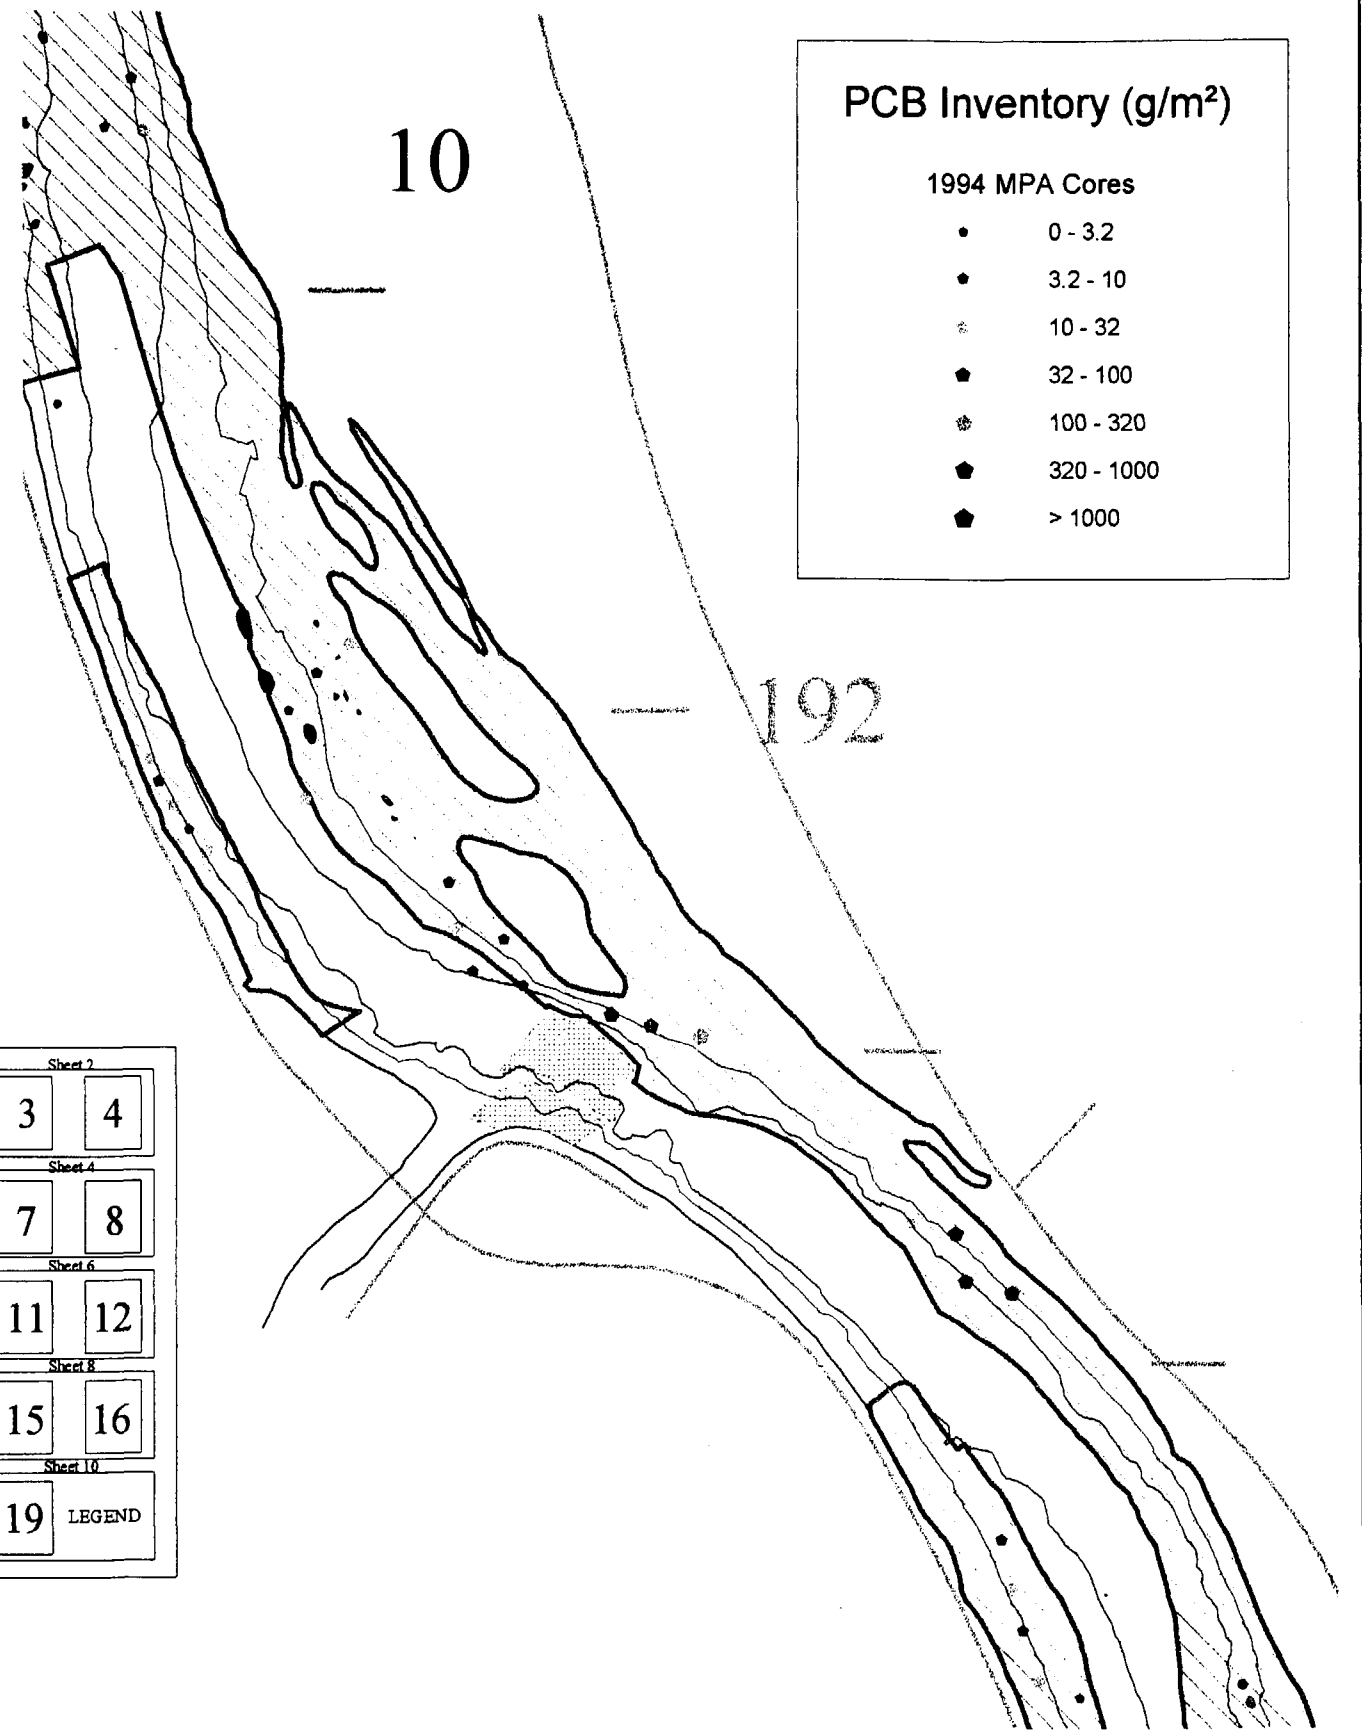 10
PCB Inventory (g/m²)
1994 MPA Cores
0 - 3.2
3.2 - 10
10 - 32
32 - 100
100 - 320
320 - 1000
> 1000
192
Sheet 2
3 4
Sheet 4
7 8
Sheet 6
11 12
Sheet 8
15 16
Sheet 10
19 LEGEND